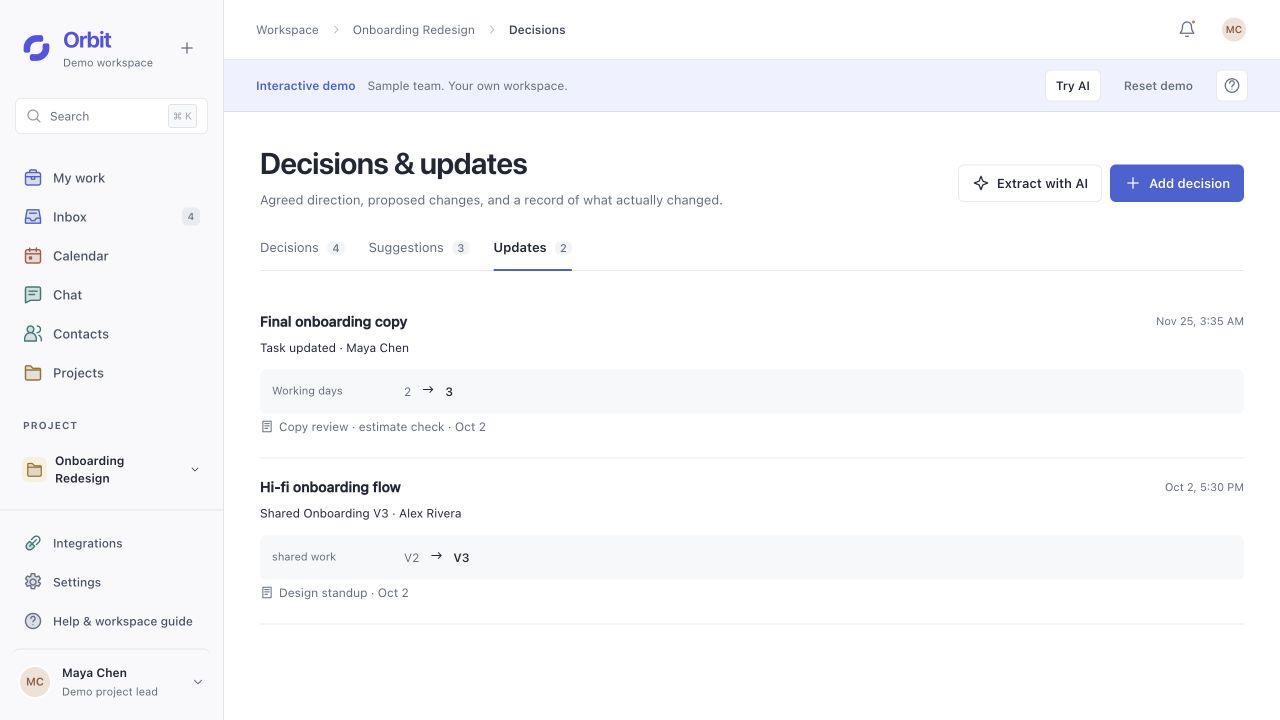 Orbit
Demo workspace
Search
⌘ K
My work
Inbox 4
Calendar
Chat
Contacts
Projects
PROJECT
Onboarding
Redesign
Integrations
Settings
Help & workspace guide
MC
Maya Chen
Demo project lead
Workspace > Onboarding Redesign > Decisions
MC
Interactive demo Sample team. Your own workspace.
Try AI
Reset demo
Decisions & updates
Agreed direction, proposed changes, and a record of what actually changed.
Extract with AI
Add decision
Decisions 4 Suggestions 3 Updates 2
Final onboarding copy
Nov 25, 3:35 AM
Task updated · Maya Chen
Working days 2 → 3
Copy review · estimate check · Oct 2
Hi-fi onboarding flow
Oct 2, 5:30 PM
Shared Onboarding V3 · Alex Rivera
shared work V2 → V3
Design standup · Oct 2